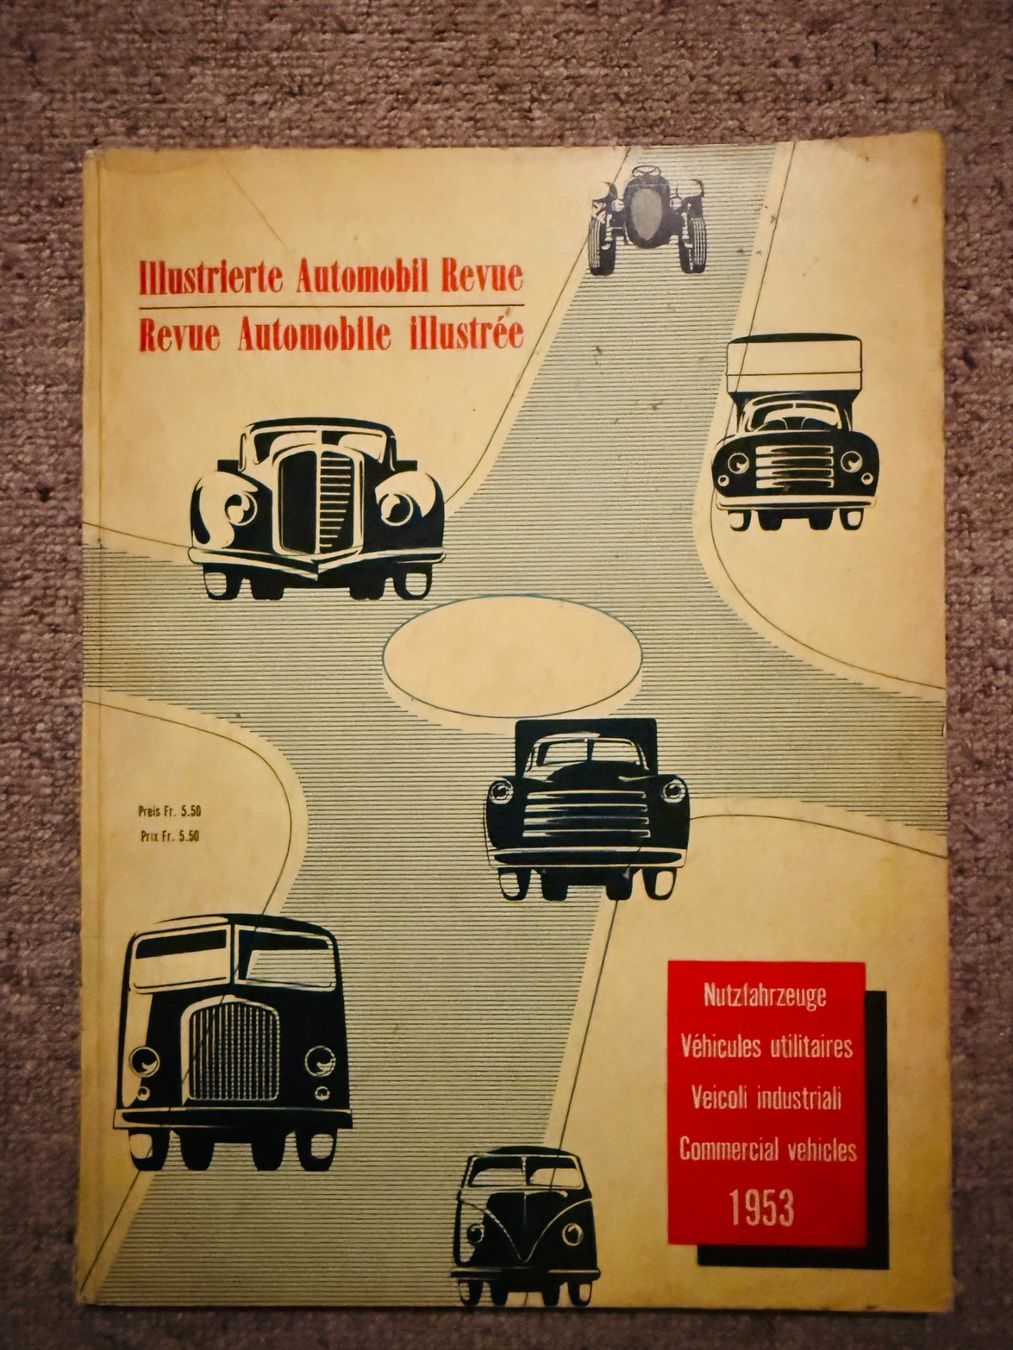 Illustrierte Automobil Revue
Revue Automobile illustrée
Preis Fr. 5.50
Prix Fr. 5.50
Nutzfahrzeuge
Véhicules utilitaires
Veicoli industriali
Commercial vehicles
1953